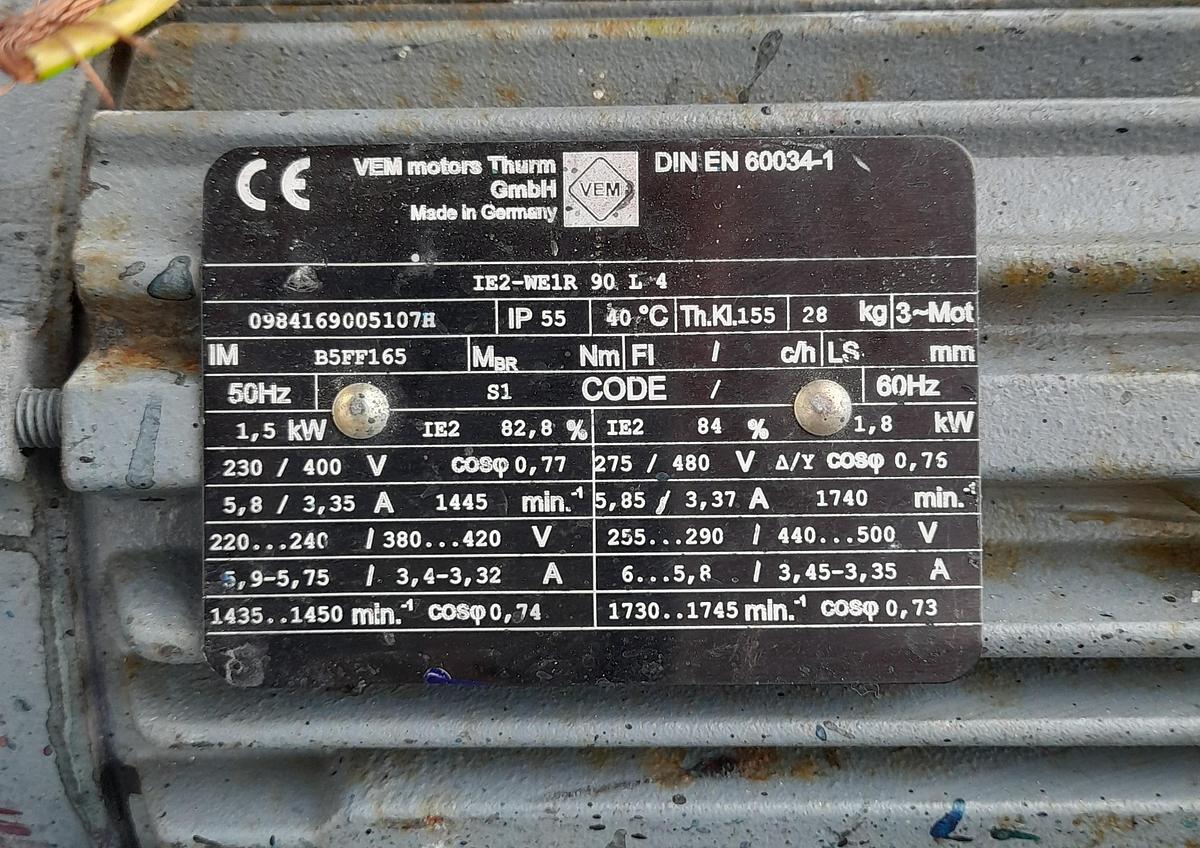 CE VEM motors Thurm GmbH Made in Germany VEM DIN EN 60034-1
IE2-WE1R 90 L 4
0984169005107H IP 55 40 °C Th.Kl.155 28 kg 3~Mot
IM B5FF165 MBR Nm FI / c/h LS mm
50Hz S1 CODE / 60Hz
1,5 kW IE2 82,8 % IE2 84 % 1,8 kW
230 / 400 V cosφ 0,77 275 / 480 V Δ/Y cosφ 0,76
5,8 / 3,35 A 1445 min.-1 5,85 / 3,37 A 1740 min.-1
220...240 / 380...420 V 255...290 / 440...500 V
5,9-5,75 / 3,4-3,32 A 6...5,8 / 3,45-3,35 A
1435..1450 min.-1 cosφ 0,74 1730..1745 min.-1 cosφ 0,73